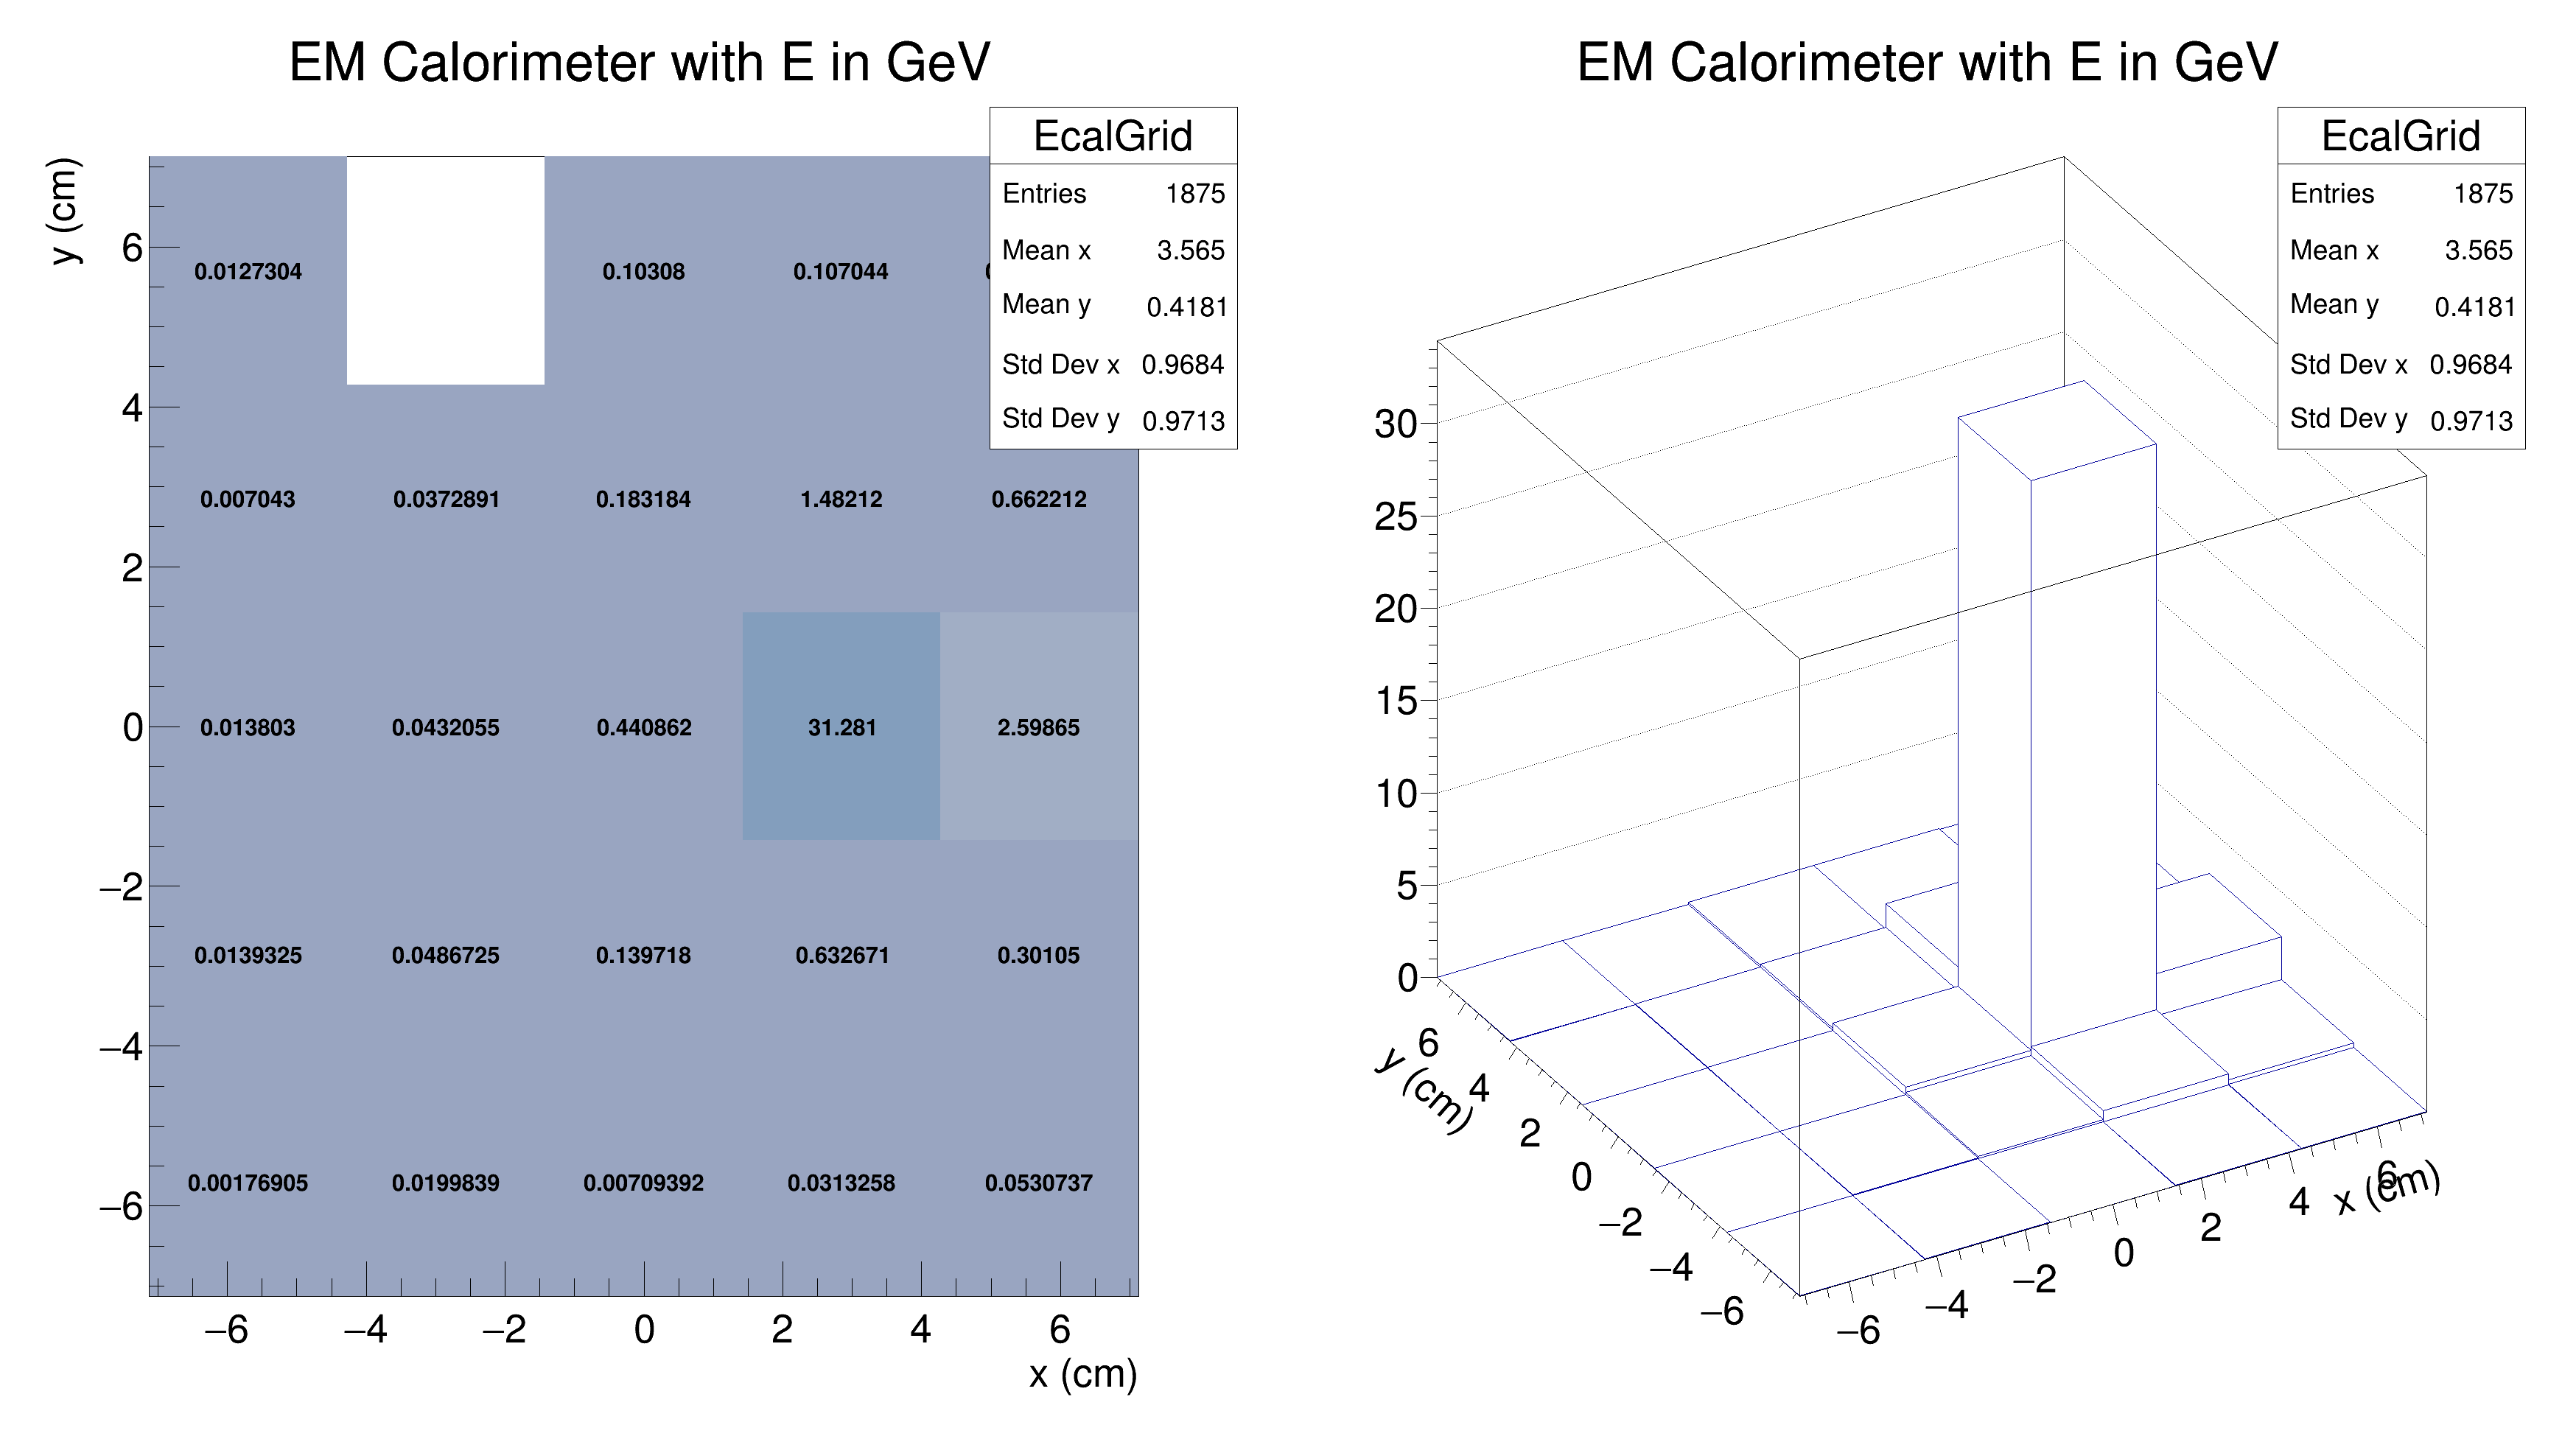 EM Calorimeter with E in GeV
EcalGrid
Entries 1875
Mean x 3.565
Mean y 0.4181
Std Dev x 0.9684
Std Dev y 0.9713
y (cm)
6
4
2
0
−2
−4
−6
0.0127304 0.10308 0.107044
0.007043 0.0372891 0.183184 1.48212 0.662212
0.013803 0.0432055 0.440862 31.281 2.59865
0.0139325 0.0486725 0.139718 0.632671 0.30105
0.00176905 0.0199839 0.00709392 0.0313258 0.0530737
−6 −4 −2 0 2 4 6
x (cm)
EM Calorimeter with E in GeV
EcalGrid
Entries 1875
Mean x 3.565
Mean y 0.4181
Std Dev x 0.9684
Std Dev y 0.9713
30
25
20
15
10
5
0
6
4
2
0
−2
−4
−6
y (cm)
−6
−4
−2
0
2
4
6
x (cm)